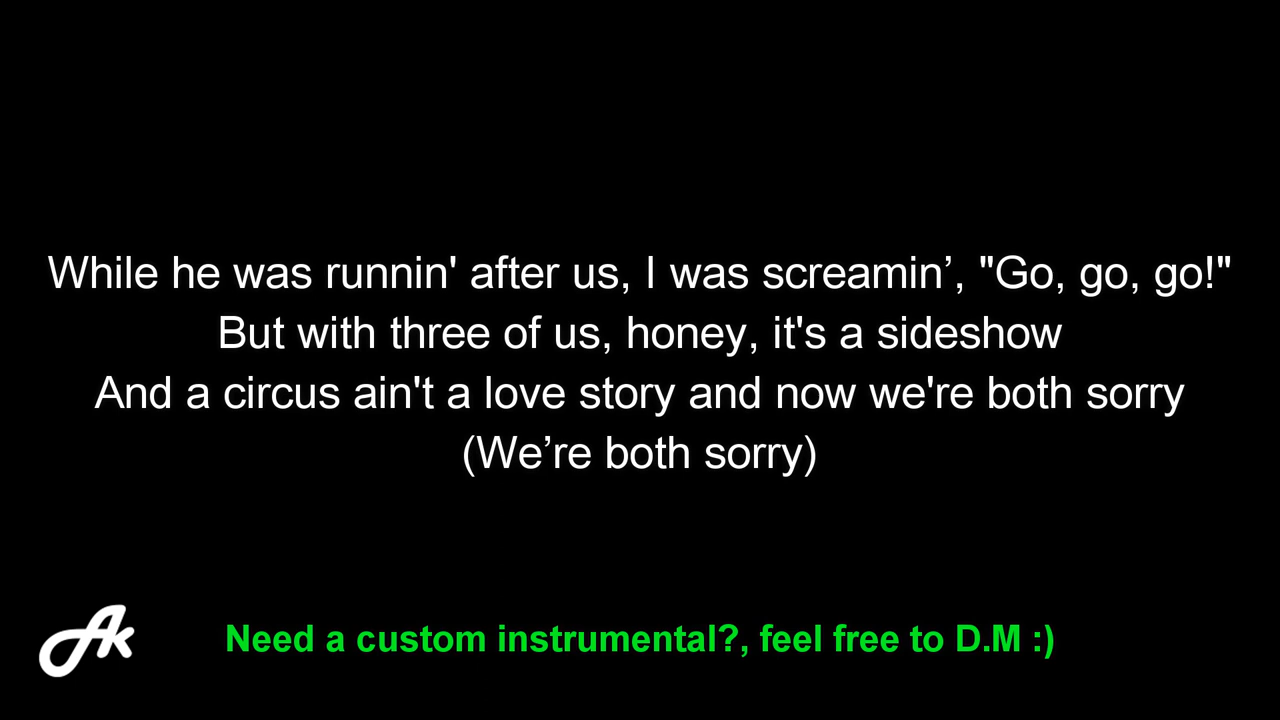 While he was runnin' after us, I was screamin’, "Go, go, go!"
But with three of us, honey, it's a sideshow
And a circus ain't a love story and now we're both sorry
(We’re both sorry)
Ak
Need a custom instrumental?, feel free to D.M :)